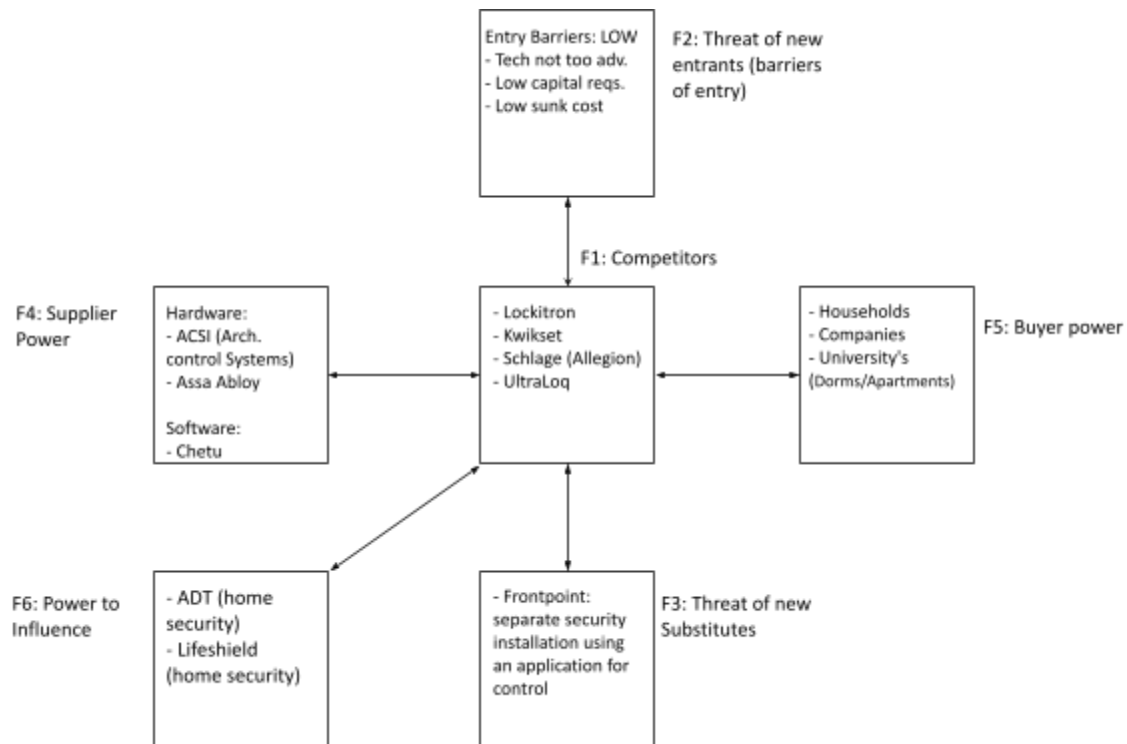 Entry Barriers: LOW
- Tech not too adv.
- Low capital reqs.
- Low sunk cost
F2: Threat of new
entrants (barriers
of entry)
F1: Competitors
F4: Supplier
Power
Hardware:
- ACSI (Arch.
control Systems)
- Assa Abloy
Software:
- Chetu
- Lockitron
- Kwikset
- Schlage (Allegion)
- UltraLoq
- Households
- Companies
- University's
(Dorms/Apartments)
F5: Buyer power
F6: Power to
Influence
- ADT (home
security)
- Lifeshield
(home security)
- Frontpoint:
separate security
installation using
an application for
control
F3: Threat of new
Substitutes